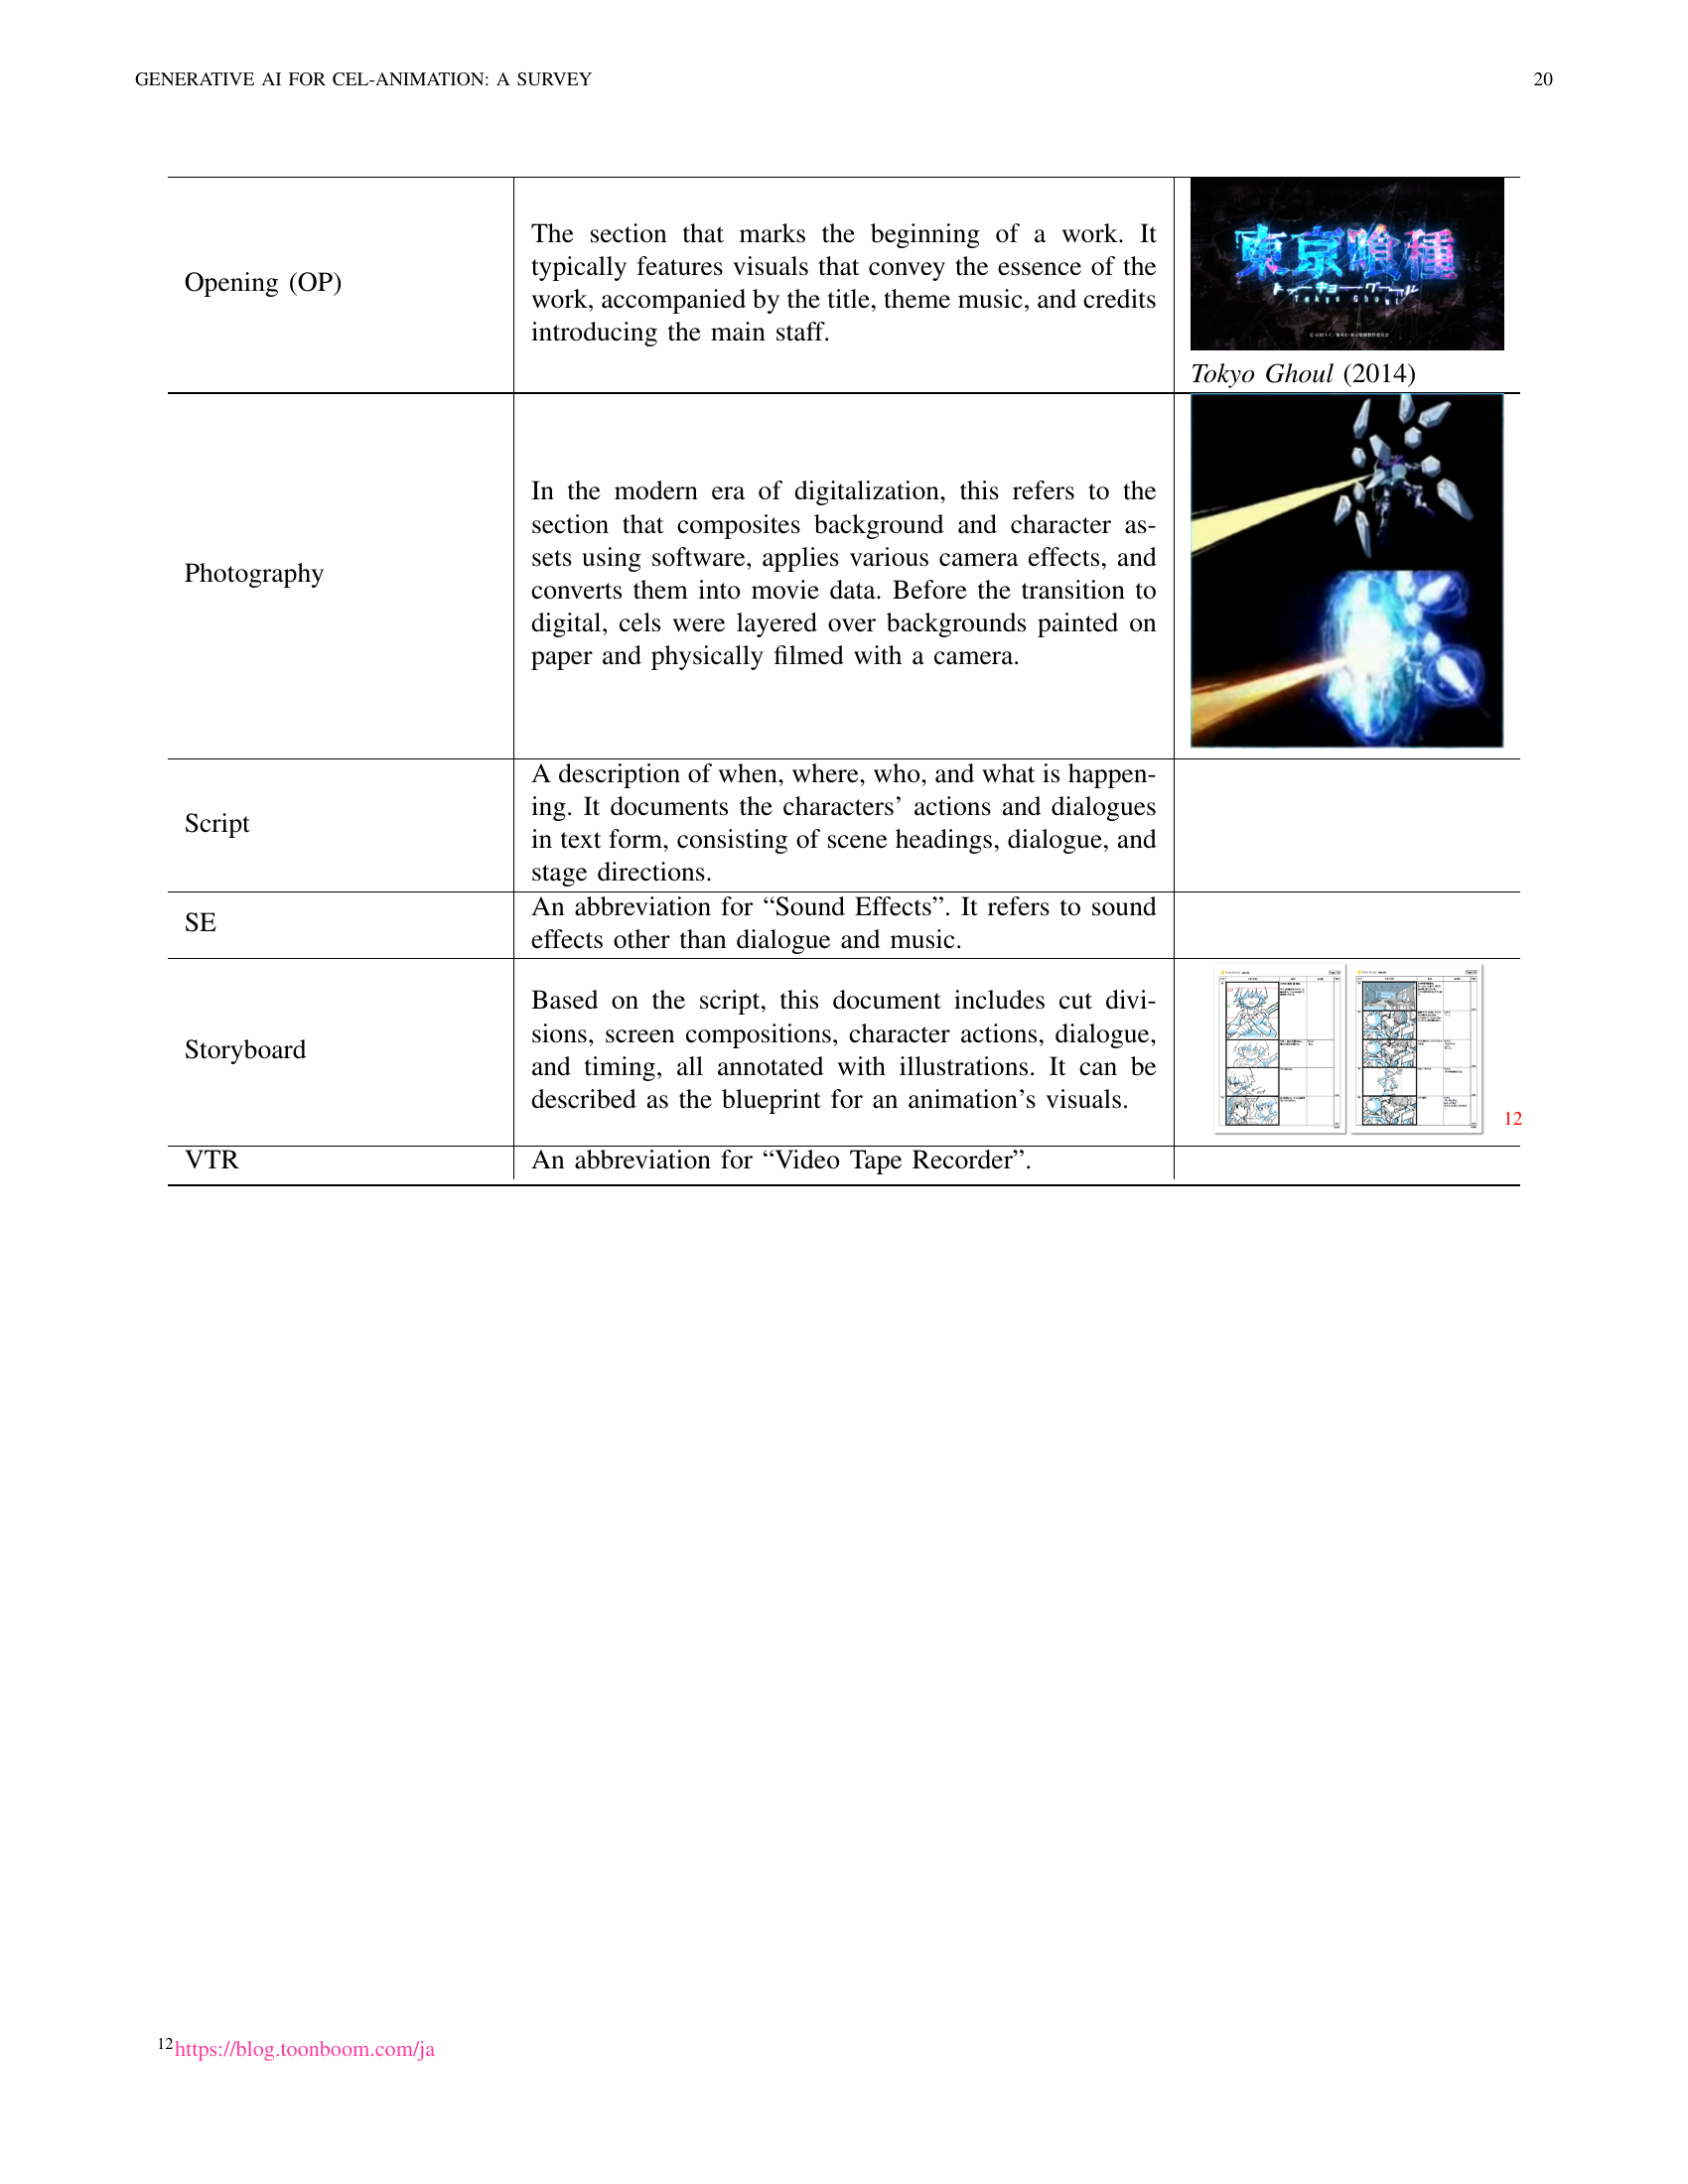 GENERATIVE AI FOR CEL-ANIMATION: A SURVEY
20
Opening (OP)
The section that marks the beginning of a work. It
typically features visuals that convey the essence of the
work, accompanied by the title, theme music, and credits
introducing the main staff.
東京喰種
トーキョーグール
Tokyo Ghoul
Tokyo Ghoul (2014)
Photography
In the modern era of digitalization, this refers to the
section that composites background and character as-
sets using software, applies various camera effects, and
converts them into movie data. Before the transition to
digital, cels were layered over backgrounds painted on
paper and physically filmed with a camera.
Script
A description of when, where, who, and what is happen-
ing. It documents the characters’ actions and dialogues
in text form, consisting of scene headings, dialogue, and
stage directions.
SE
An abbreviation for “Sound Effects”. It refers to sound
effects other than dialogue and music.
Storyboard
Based on the script, this document includes cut divi-
sions, screen compositions, character actions, dialogue,
and timing, all annotated with illustrations. It can be
described as the blueprint for an animation’s visuals.
12
VTR
An abbreviation for “Video Tape Recorder”.
12 https://blog.toonboom.com/ja